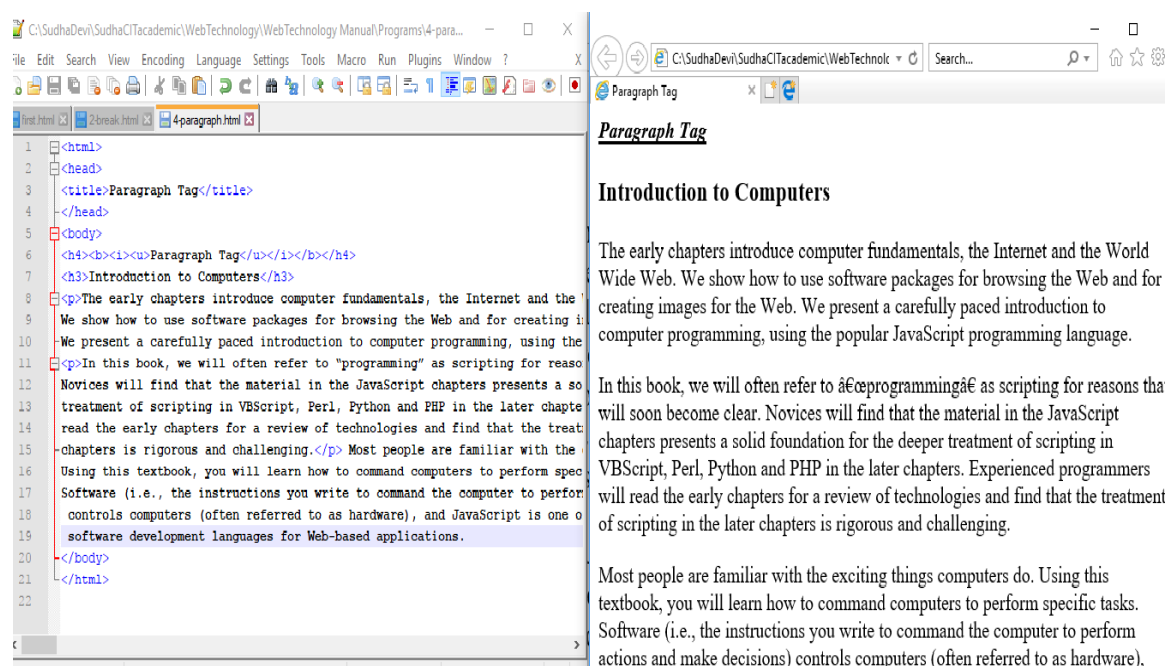 C:\SudhaDevi\SudhaCITacademic\WebTechnology\WebTechnology Manual\Programs\4-para...
File Edit Search View Encoding Language Settings Tools Macro Run Plugins Window ? X
first.html 2-break.html 4-paragraph.html
1 <html>
2 <head>
3 <title>Paragraph Tag</title>
4 </head>
5 <body>
6 <h4><b><i><u>Paragraph Tag</u></i></b></h4>
7 <h3>Introduction to Computers</h3>
8 <p>The early chapters introduce computer fundamentals, the Internet and the
9 We show how to use software packages for browsing the Web and for creating
10 We present a carefully paced introduction to computer programming, using the
11 <p>In this book, we will often refer to “programming” as scripting for reaso
12 Novices will find that the material in the JavaScript chapters presents a so
13 treatment of scripting in VBScript, Perl, Python and PHP in the later chapte
14 read the early chapters for a review of technologies and find that the treat
15 chapters is rigorous and challenging.</p> Most people are familiar with the
16 Using this textbook, you will learn how to command computers to perform spec
17 Software (i.e., the instructions you write to command the computer to perfor
18 controls computers (often referred to as hardware), and JavaScript is one o
19 software development languages for Web-based applications.
20 </body>
21 </html>
22
C:\SudhaDevi\SudhaCITacademic\WebTechnolc Search...
Paragraph Tag
Paragraph Tag
Introduction to Computers
The early chapters introduce computer fundamentals, the Internet and the World
Wide Web. We show how to use software packages for browsing the Web and for
creating images for the Web. We present a carefully paced introduction to
computer programming, using the popular JavaScript programming language.
In this book, we will often refer to â€œprogrammingâ€ as scripting for reasons tha
will soon become clear. Novices will find that the material in the JavaScript
chapters presents a solid foundation for the deeper treatment of scripting in
VBScript, Perl, Python and PHP in the later chapters. Experienced programmers
will read the early chapters for a review of technologies and find that the treatment
of scripting in the later chapters is rigorous and challenging.
Most people are familiar with the exciting things computers do. Using this
textbook, you will learn how to command computers to perform specific tasks.
Software (i.e., the instructions you write to command the computer to perform
actions and make decisions) controls computers (often referred to as hardware),